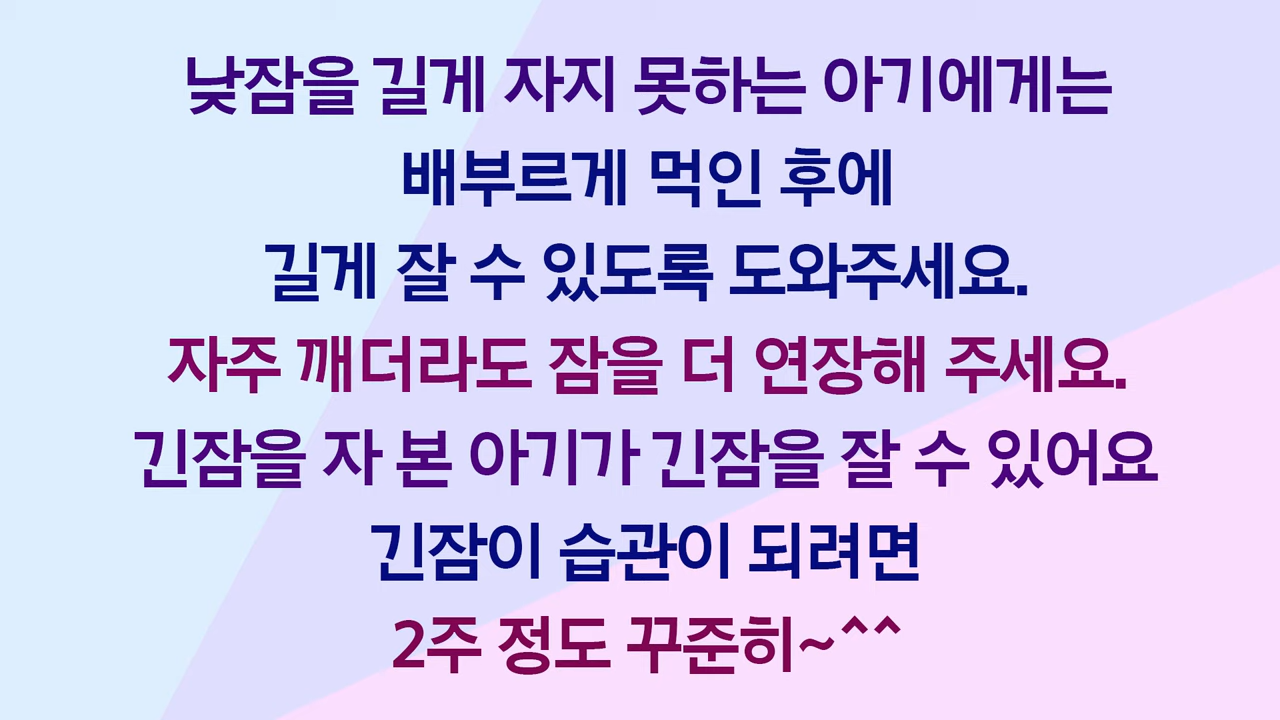 낮잠을 길게 자지 못하는 아기에게는
배부르게 먹인 후에
길게 잘 수 있도록 도와주세요.
자주 깨더라도 잠을 더 연장해 주세요.
긴잠을 자 본 아기가 긴잠을 잘 수 있어요
긴잠이 습관이 되려면
2주 정도 꾸준히~^^